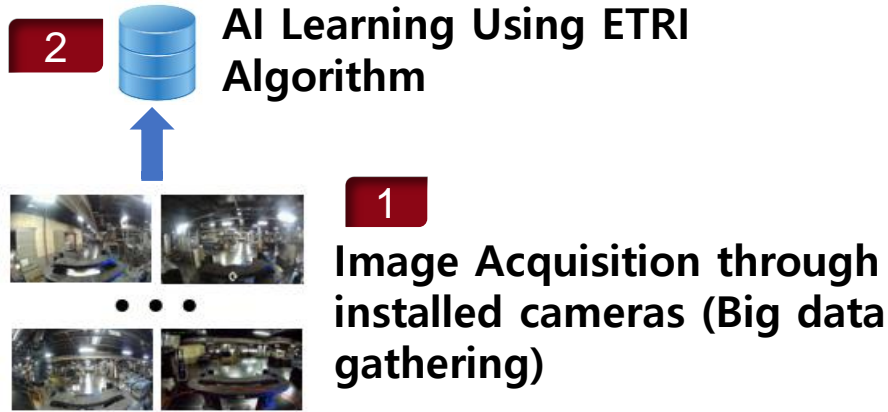 2
AI Learning Using ETRI
Algorithm
1
Image Acquisition through
installed cameras (Big data
gathering)